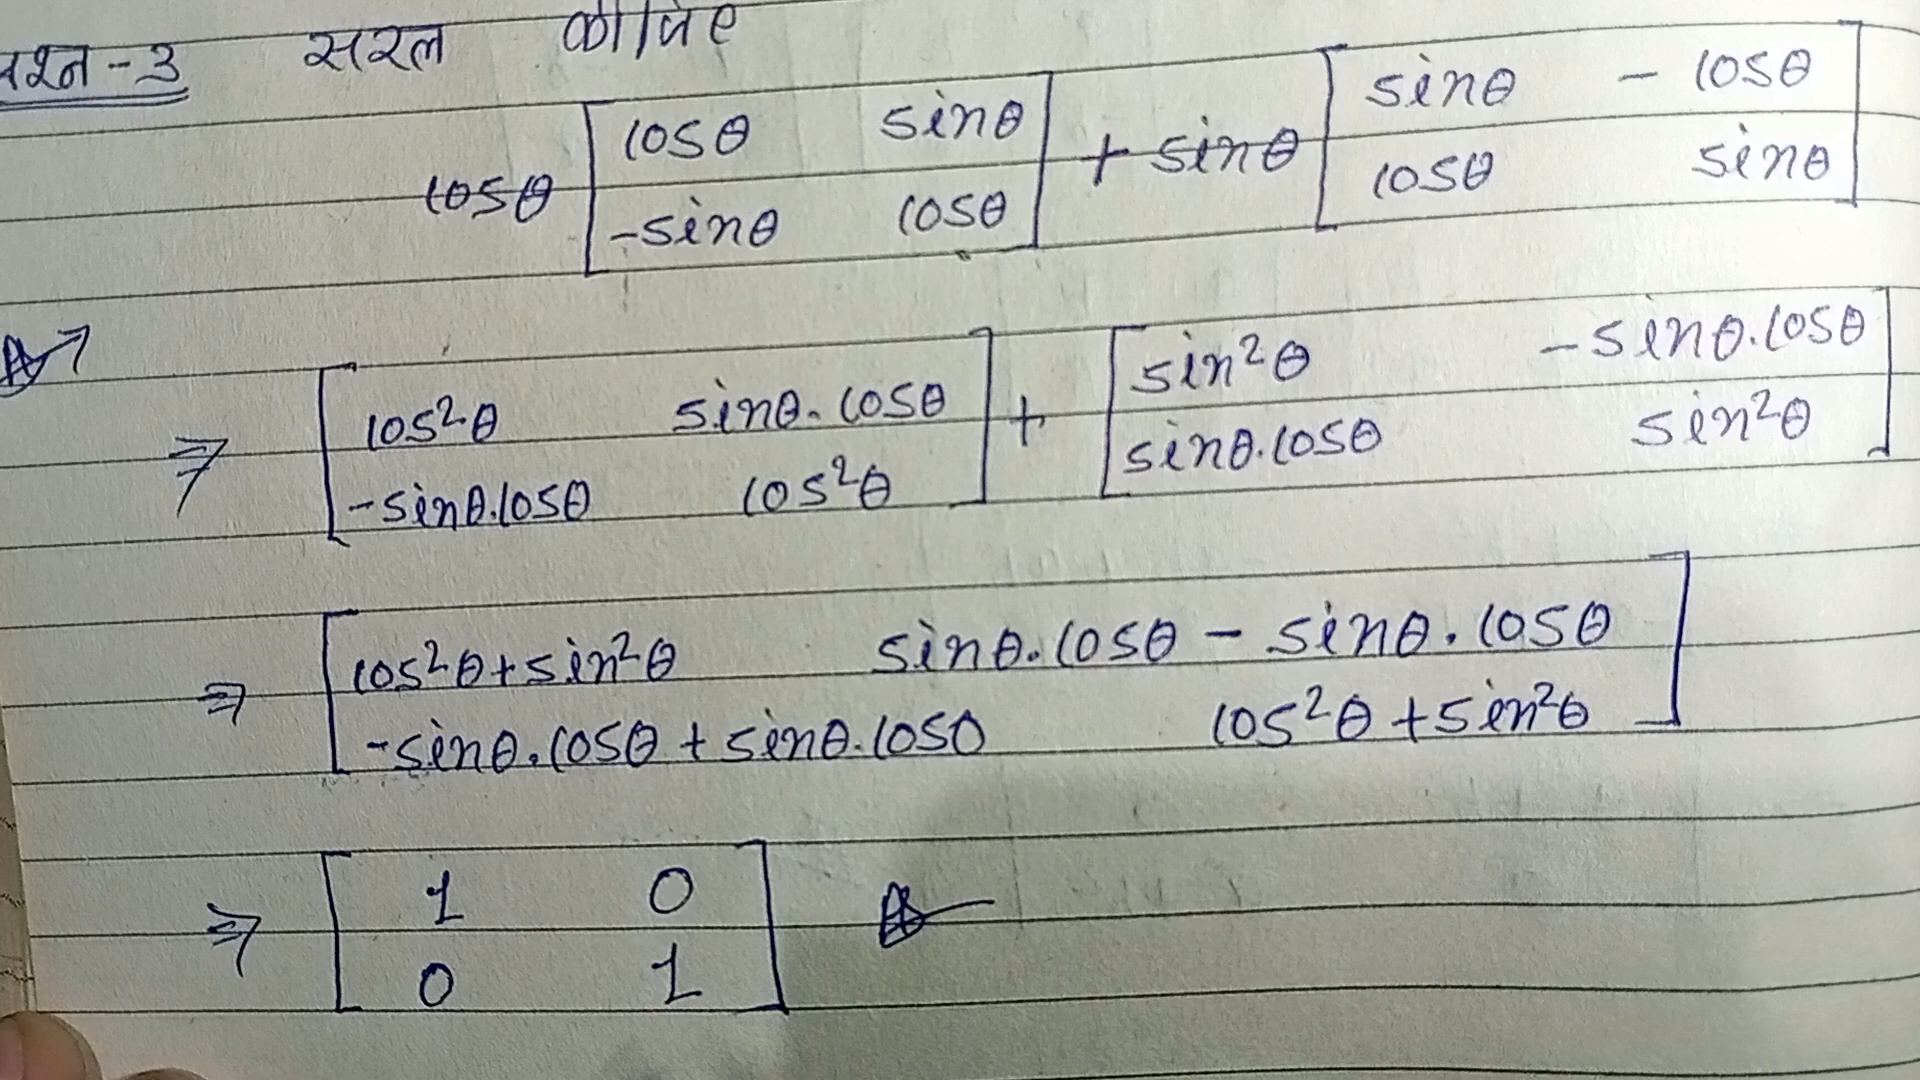 प्रश्न-3 सरल कीजिए
cosθ [ cosθ sinθ ] + sinθ [ sinθ - cosθ ]
[ -sinθ cosθ ] [ cosθ sinθ ]
⇒ [ cos²θ sinθ.cosθ ] + [ sin²θ -sinθ.cosθ ]
[ -sinθ.cosθ cos²θ ] [ sinθ.cosθ sin²θ ]
⇒ [ cos²θ+sin²θ sinθ.cosθ - sinθ.cosθ ]
[ -sinθ.cosθ + sinθ.cosθ cos²θ + sin²θ ]
⇒ [ 1 0 ]
[ 0 1 ]